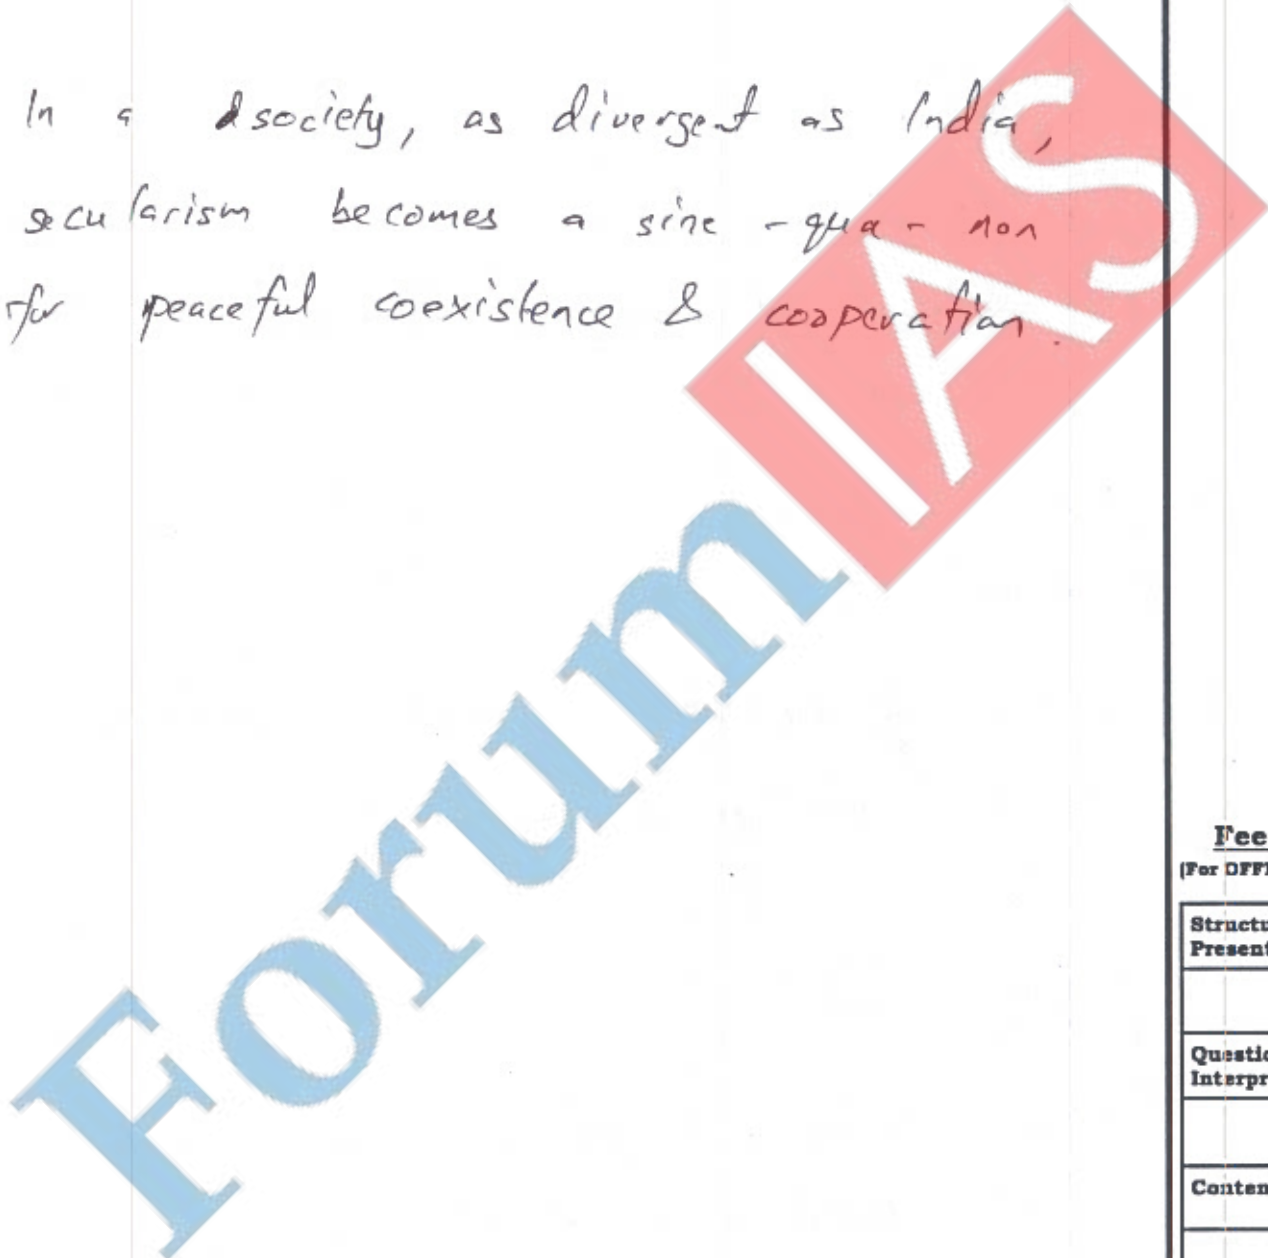 In a society, as divergent as India,
secularism becomes a sine-qua-non
for peaceful coexistence & cooperation.
ForumIAS
Fee
(For OFF
Structu
Present
Questio
Interpr
Conten